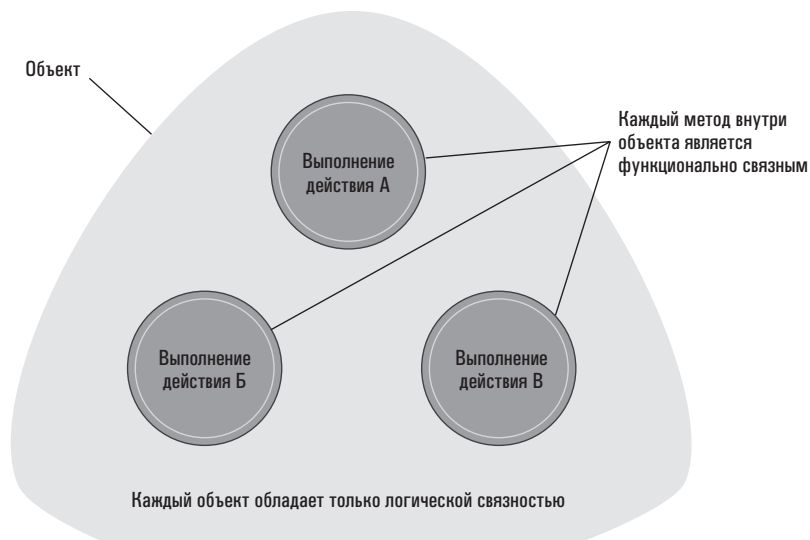 Объект
Каждый метод внутри
объекта является
функционально связным
Выполнение
действия А
Выполнение
действия Б
Выполнение
действия В
Каждый объект обладает только логической связностью